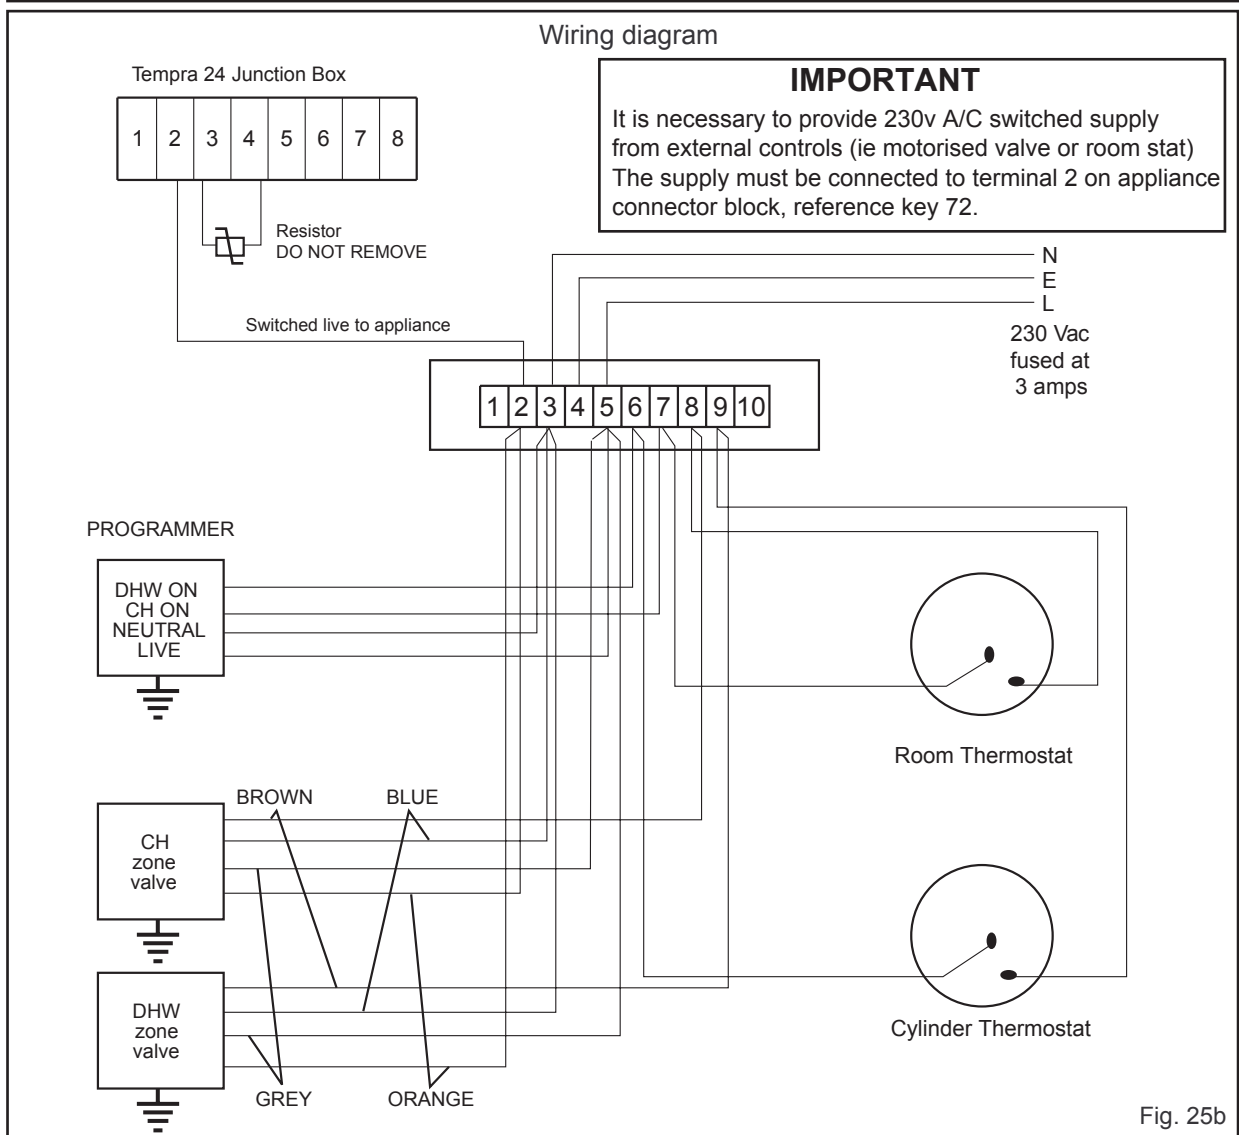 Wiring diagram
Tempra 24 Junction Box
1 2 3 4 5 6 7 8
IMPORTANT
It is necessary to provide 230v A/C switched supply
from external controls (ie motorised valve or room stat)
The supply must be connected to terminal 2 on appliance
connector block, reference key 72.
Resistor
DO NOT REMOVE
N
E
L
230 Vac
fused at
3 amps
Switched live to appliance
1 2 3 4 5 6 7 8 9 10
PROGRAMMER
DHW ON
CH ON
NEUTRAL
LIVE
Room Thermostat
BROWN
BLUE
CH
zone
valve
DHW
zone
valve
Cylinder Thermostat
GREY
ORANGE
Fig. 25b